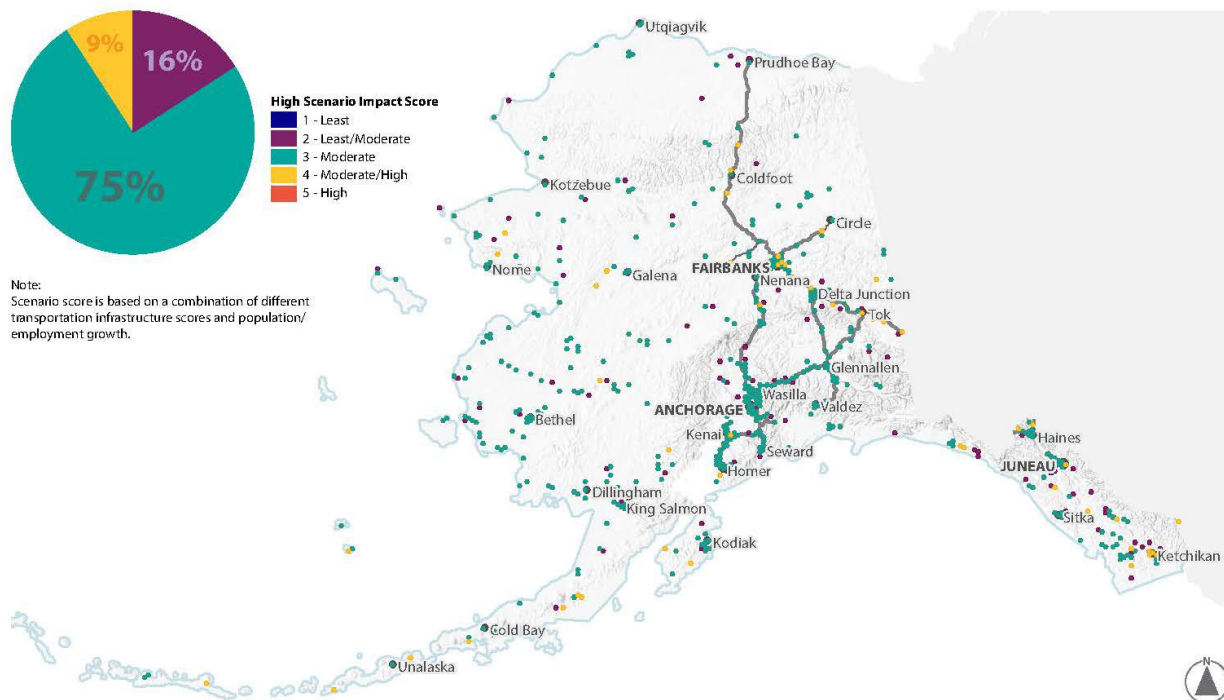 9%
16%
75%
High Scenario Impact Score
1 - Least
2 - Least/Moderate
3 - Moderate
4 - Moderate/High
5 - High
Note:
Scenario score is based on a combination of different
transportation infrastructure scores and population/
employment growth.
Utqiagvik
Prudhoe Bay
Kotzebue
Coldfoot
Circle
Nome
Galena
FAIRBANKS
Nenana
Delta Junction
Tok
Glennallen
Wasilla
ANCHORAGE
Valdez
Bethel
Kenai
Seward
Homer
Haines
JUNEAU
Dillingham
King Salmon
Sitka
Kodiak
Ketchikan
Cold Bay
Unalaska
N